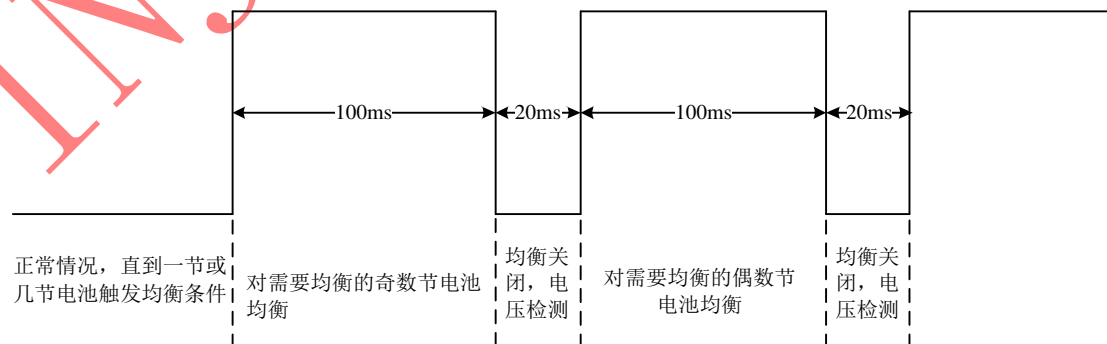 100ms
20ms
100ms
20ms
正常情况，直到一节或
几节电池触发均衡条件
对需要均衡的奇数节电池
均衡
均衡关
闭，电
压检测
对需要均衡的偶数节
电池均衡
均衡关
闭，电
压检测